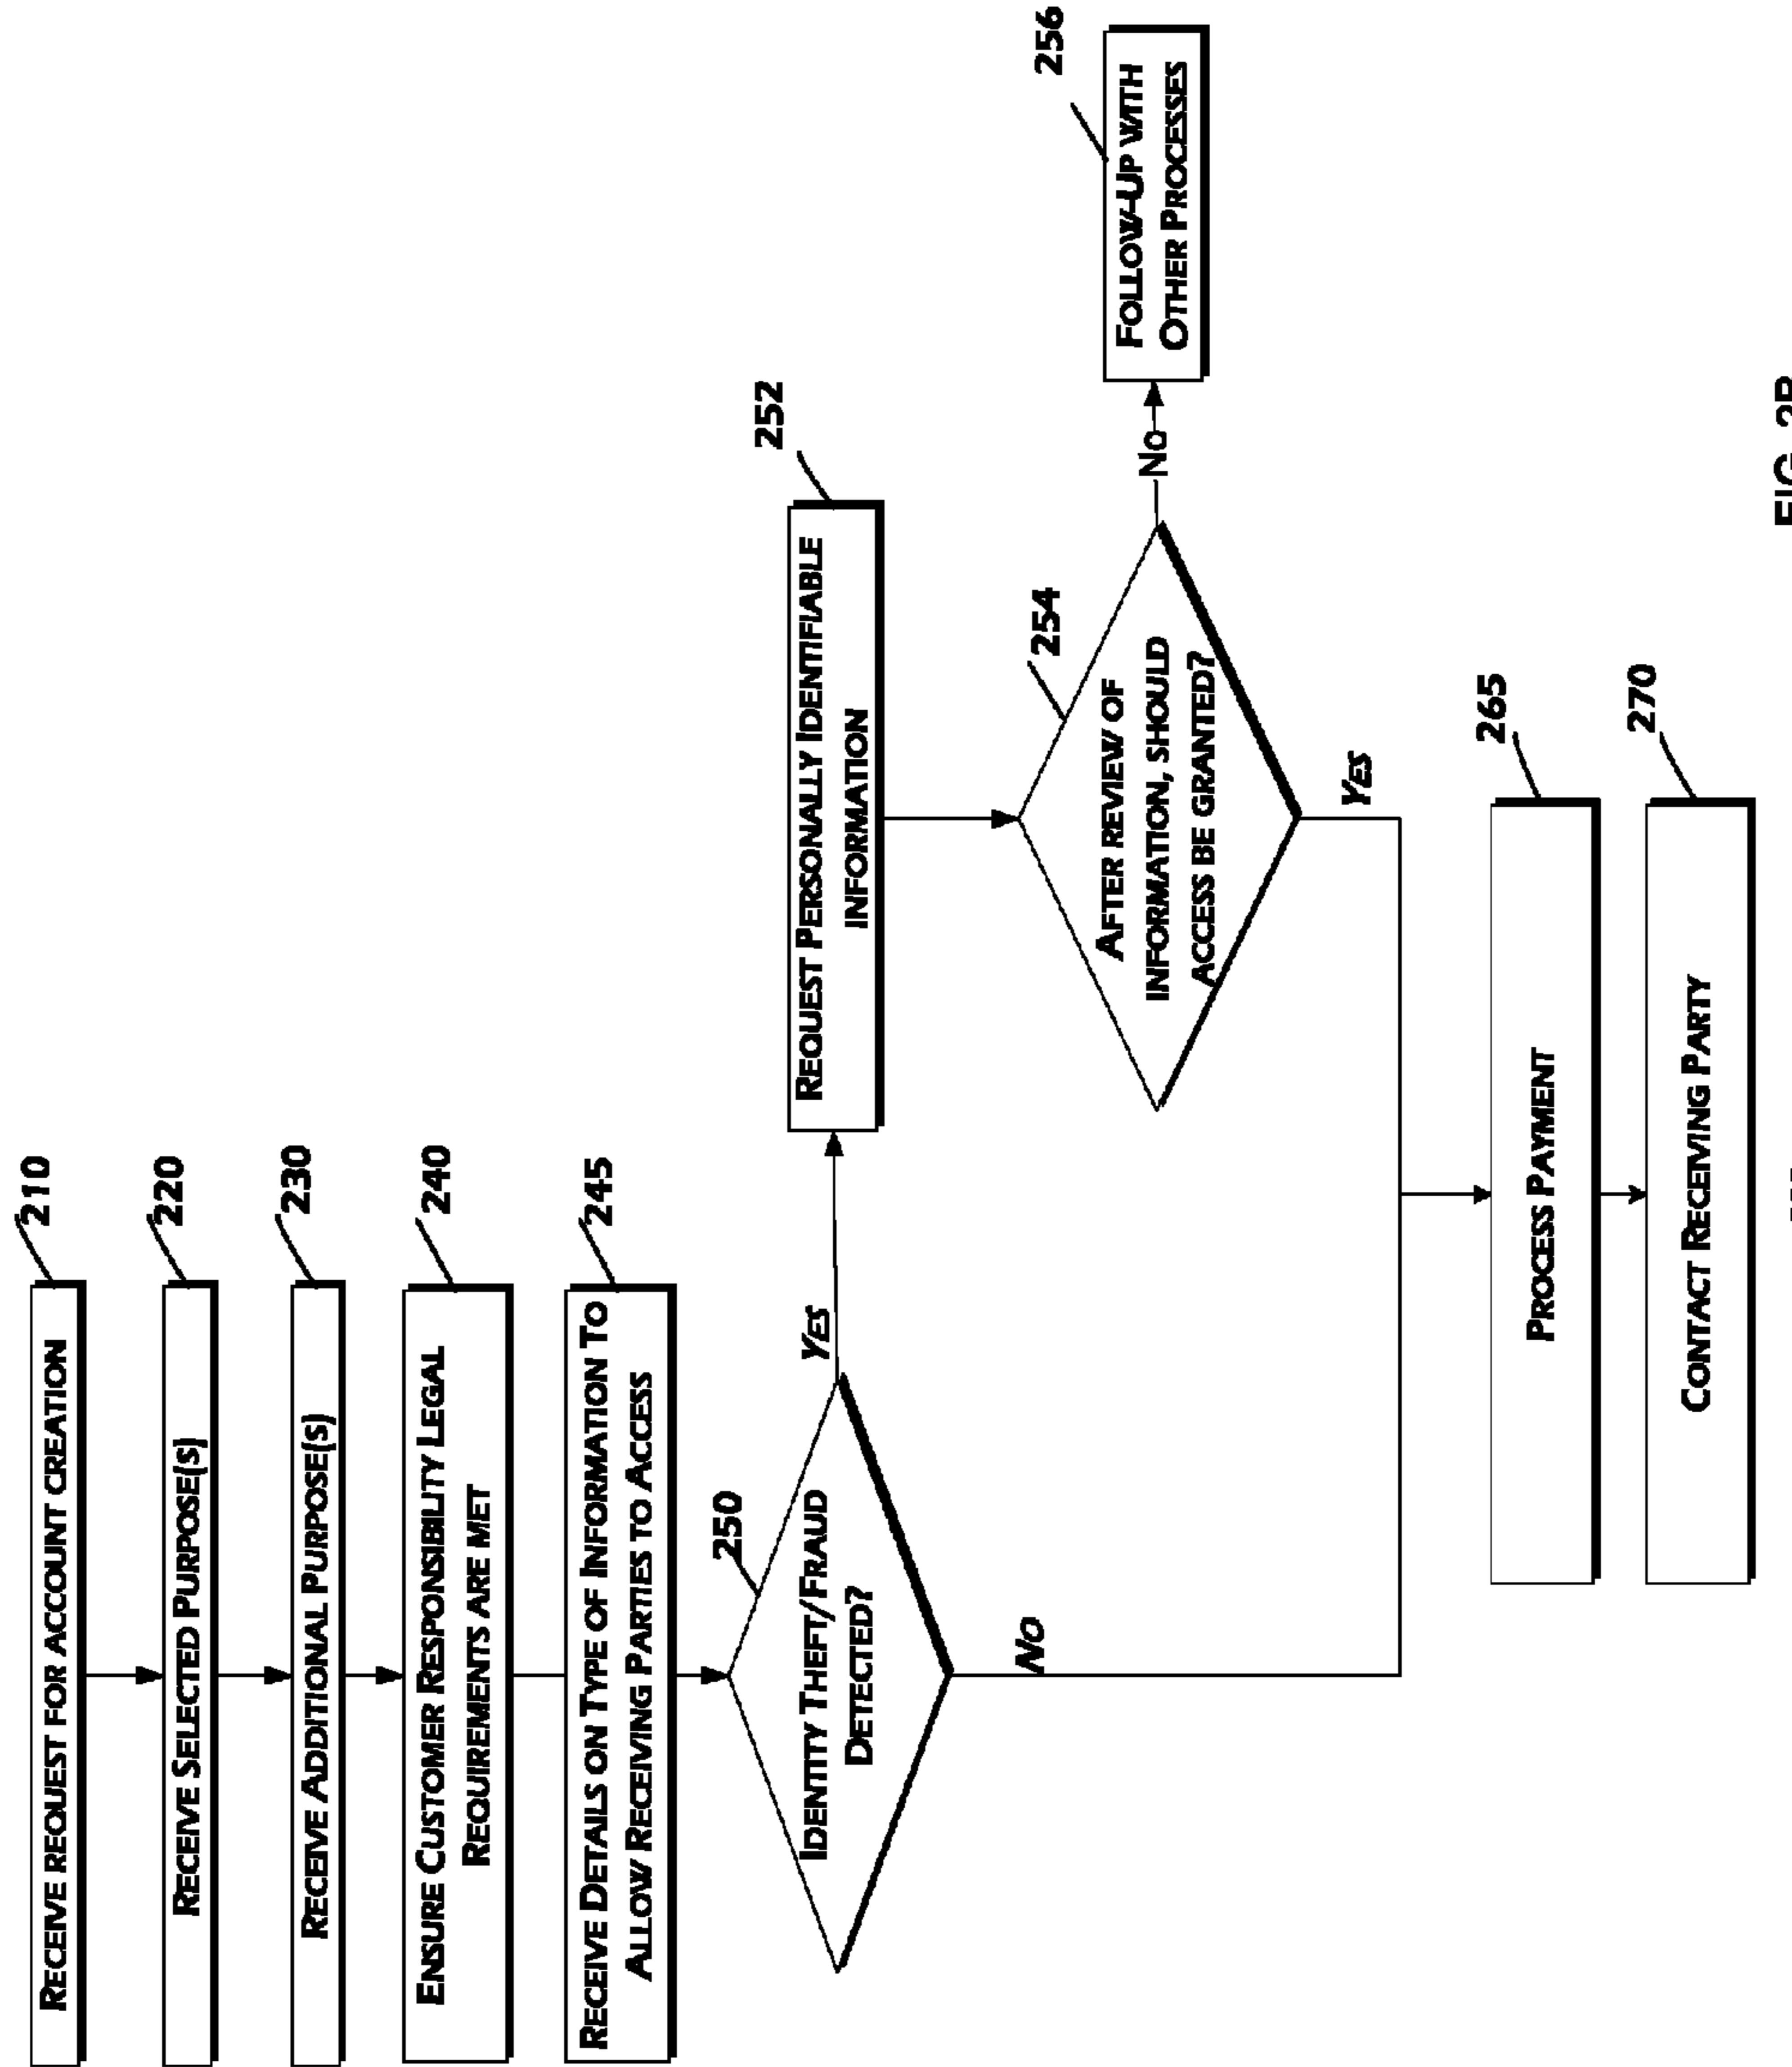 210
RECEIVE REQUEST FOR ACCOUNT CREATION
220
RECEIVE SELECTED PURPOSE(S)
230
RECEIVE ADDITIONAL PURPOSE(S)
240
ENSURE CUSTOMER RESPONSIBILITY LEGAL
REQUIREMENTS ARE MET
245
RECEIVE DETAILS ON TYPE OF INFORMATION TO
ALLOW RECEIVING PARTIES TO ACCESS
250
IDENTITY THEFT/FRAUD
DETECTED?
YES
NO
252
REQUEST PERSONALLY IDENTIFIABLE
INFORMATION
254
AFTER REVIEW OF
INFORMATION, SHOULD
ACCESS BE GRANTED?
NO
YES
256
FOLLOW-UP WITH
OTHER PROCESSES
265
PROCESS PAYMENT
270
CONTACT RECEIVING PARTY
FIG. 2B